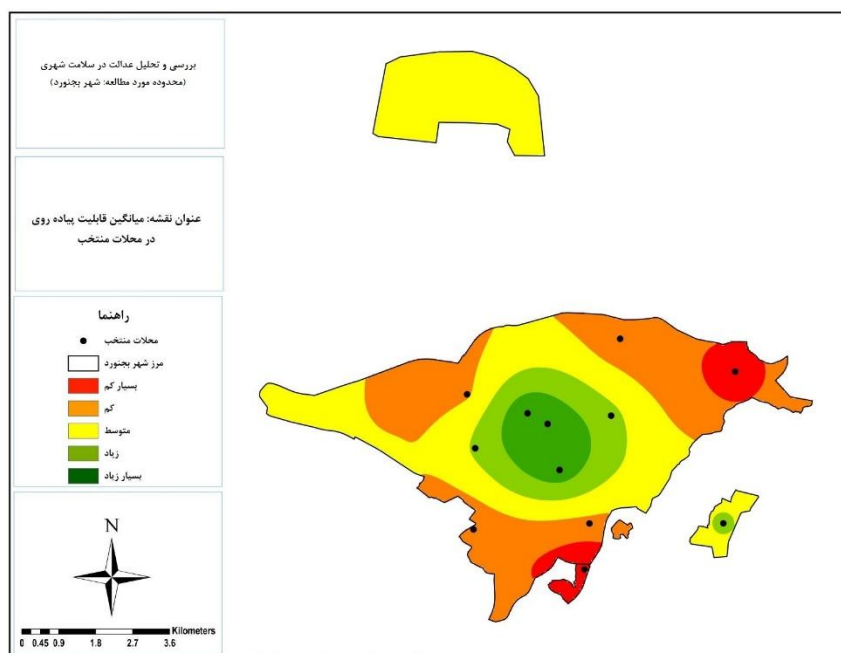 بررسی و تحلیل عدالت در سلامت شهری
(محدوده مورد مطالعه: شهر بجنورد)
عنوان نقشه: میانگین قابلیت پیاده روی
در محلات منتخب
راهنما
محلات منتخب
مرز شهر بجنورد
بسیار کم
کم
متوسط
زیاد
بسیار زیاد
N
Kilometers
0 0.45 0.9 1.8 2.7 3.6